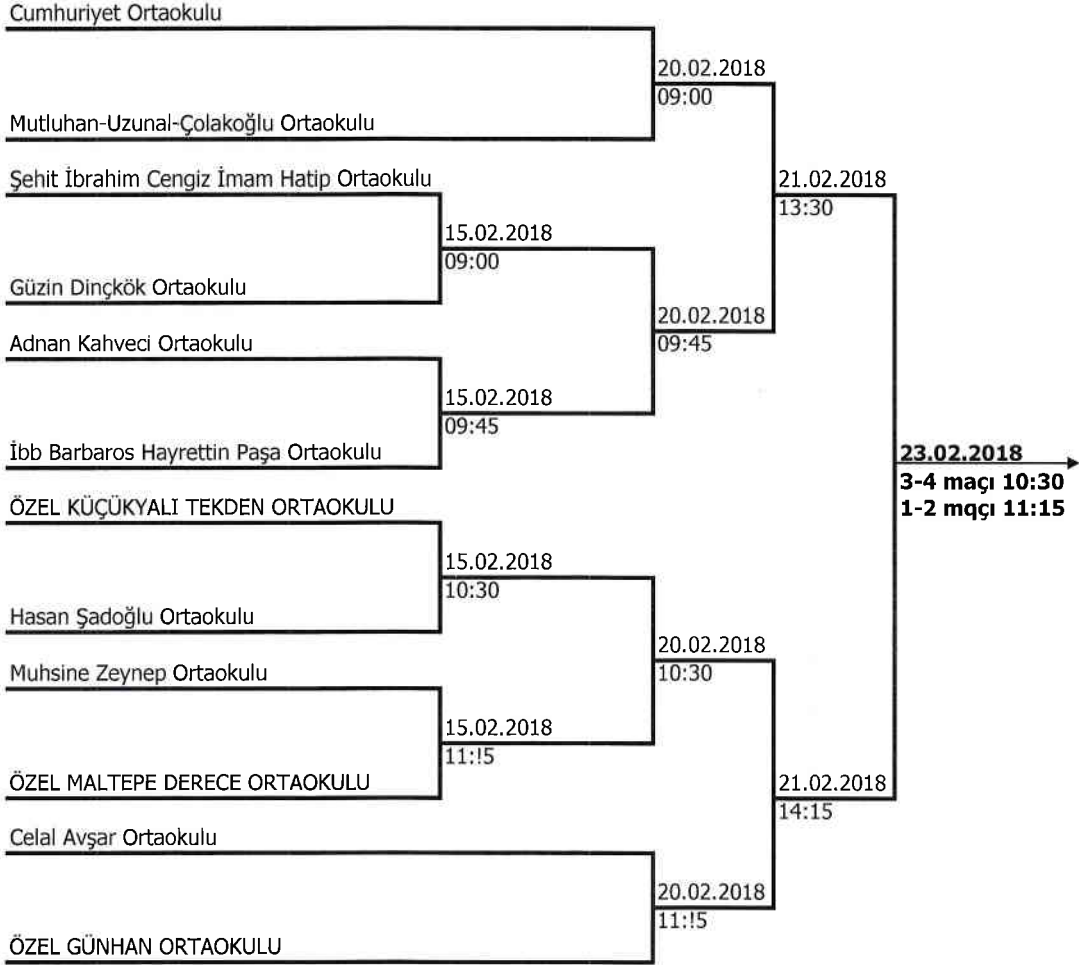 Cumhuriyet Ortaokulu
20.02.2018
09:00
Mutluhan-Uzunal-Çolakoğlu Ortaokulu
Şehit İbrahim Cengiz İmam Hatip Ortaokulu
21.02.2018
13:30
15.02.2018
09:00
Güzin Dinçkök Ortaokulu
20.02.2018
09:45
Adnan Kahveci Ortaokulu
15.02.2018
09:45
İbb Barbaros Hayrettin Paşa Ortaokulu
23.02.2018
3-4 maçı 10:30
1-2 mqçı 11:15
ÖZEL KÜÇÜKYALI TEKDEN ORTAOKULU
15.02.2018
10:30
Hasan Şadoğlu Ortaokulu
20.02.2018
10:30
Muhsine Zeynep Ortaokulu
15.02.2018
11:!5
ÖZEL MALTEPE DERECE ORTAOKULU
21.02.2018
14:15
Celal Avşar Ortaokulu
20.02.2018
11:!5
ÖZEL GÜNHAN ORTAOKULU